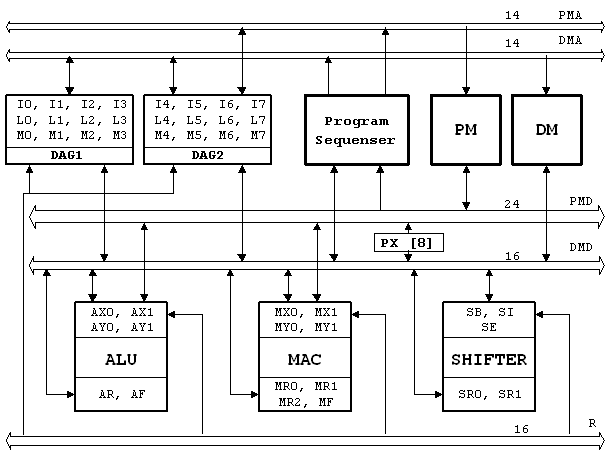 14 PMA
14 DMA
I0, I1, I2, I3
L0, L1, L2, L3
M0, M1, M2, M3
DAG1
I4, I5, I6, I7
L4, L5, L6, L7
M4, M5, M6, M7
DAG2
Program
Sequenser
PM
DM
24 PMD
PX [8]
16 DMD
AX0, AX1
AY0, AY1
ALU
AR, AF
MX0, MX1
MY0, MY1
MAC
MR0, MR1
MR2, MF
SB, SI
SE
SHIFTER
SR0, SR1
16 R